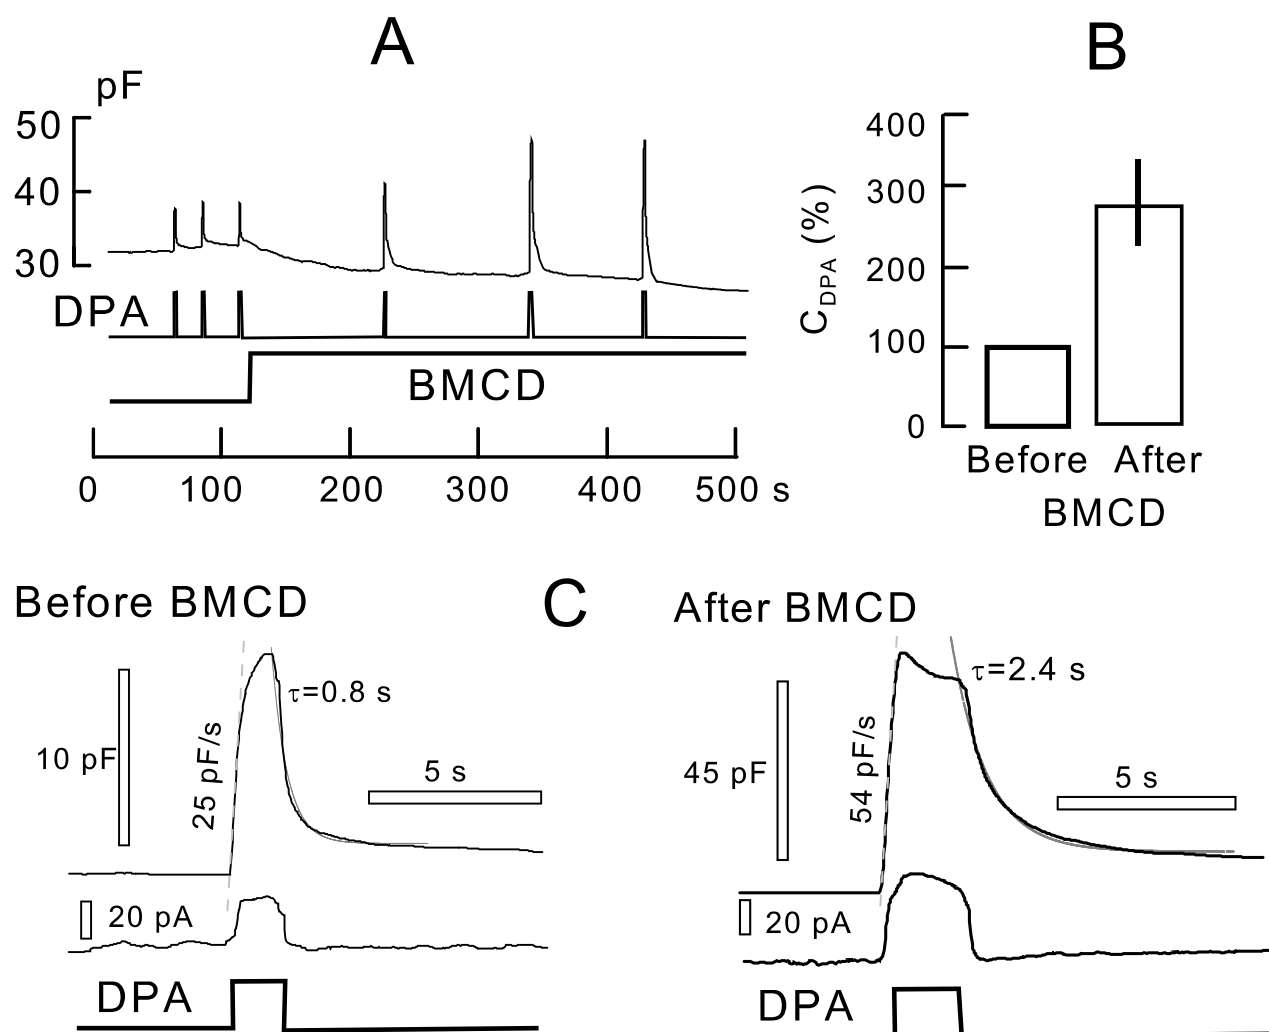 A
pF
50
40
30
DPA
BMCD
0 100 200 300 400 500 s
B
400
300
200
100
0
C_DPA (%)
Before After
BMCD
C
Before BMCD
10 pF
25 pF/s
τ=0.8 s
5 s
20 pA
DPA
After BMCD
45 pF
54 pF/s
τ=2.4 s
5 s
20 pA
DPA